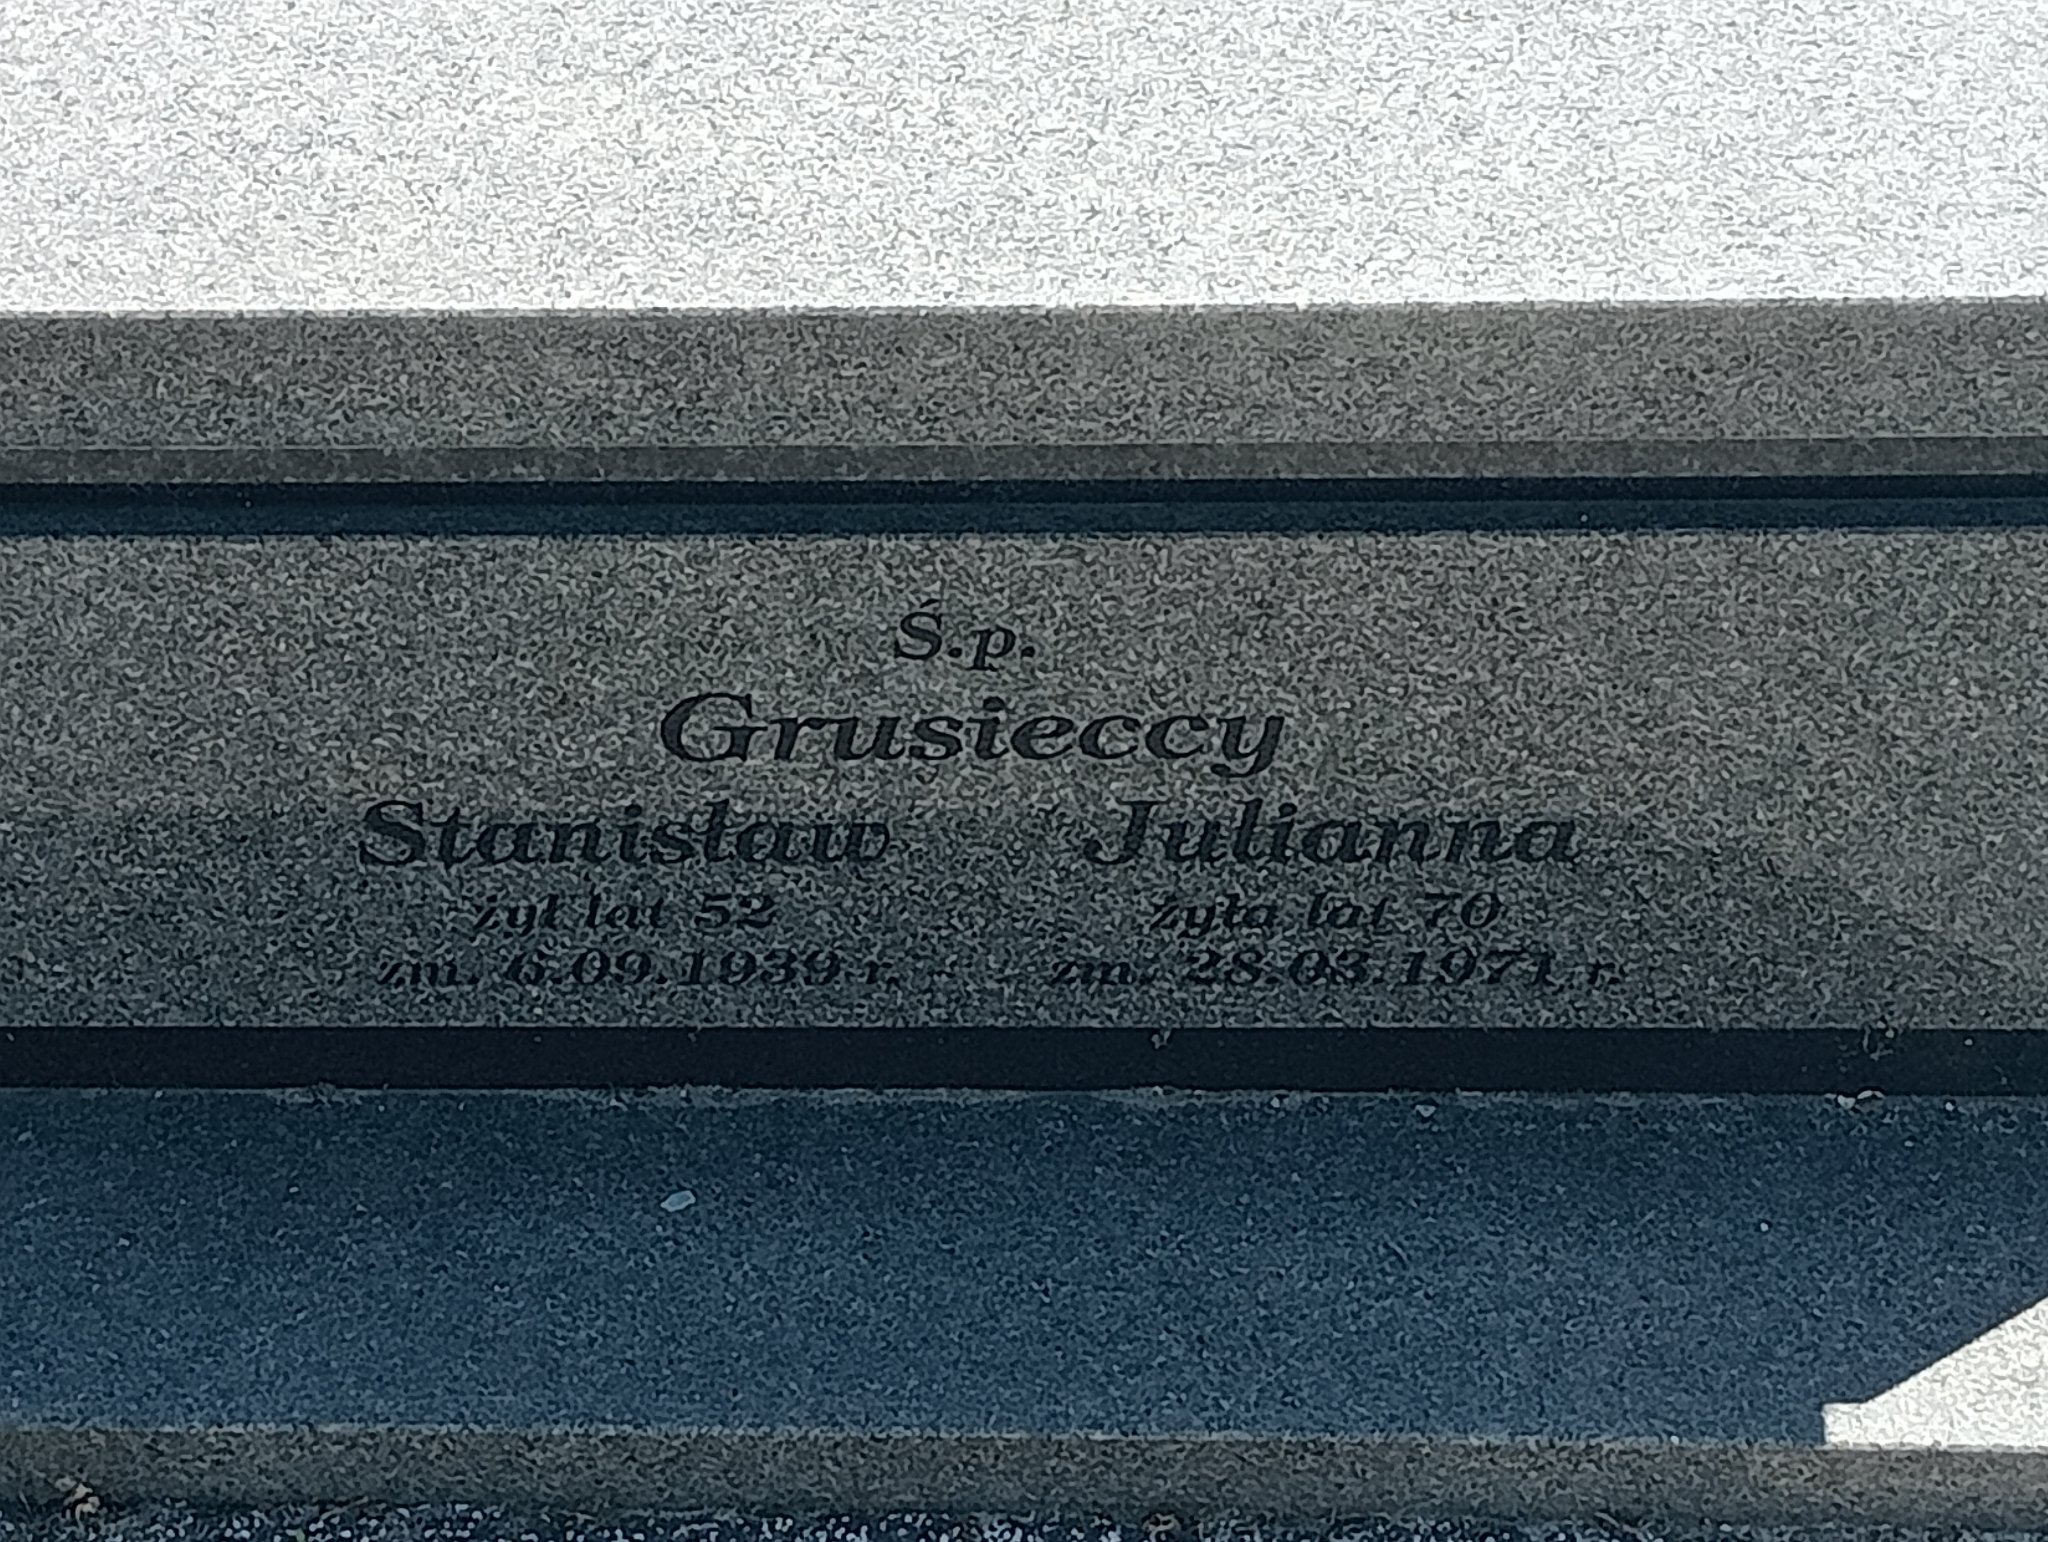 Ś.p.
Grusieccy
Stanisław Julianna
żył lat 52 żyła lat 70
zm. 6.09.1939 r. zm. 28.03.1971 r.